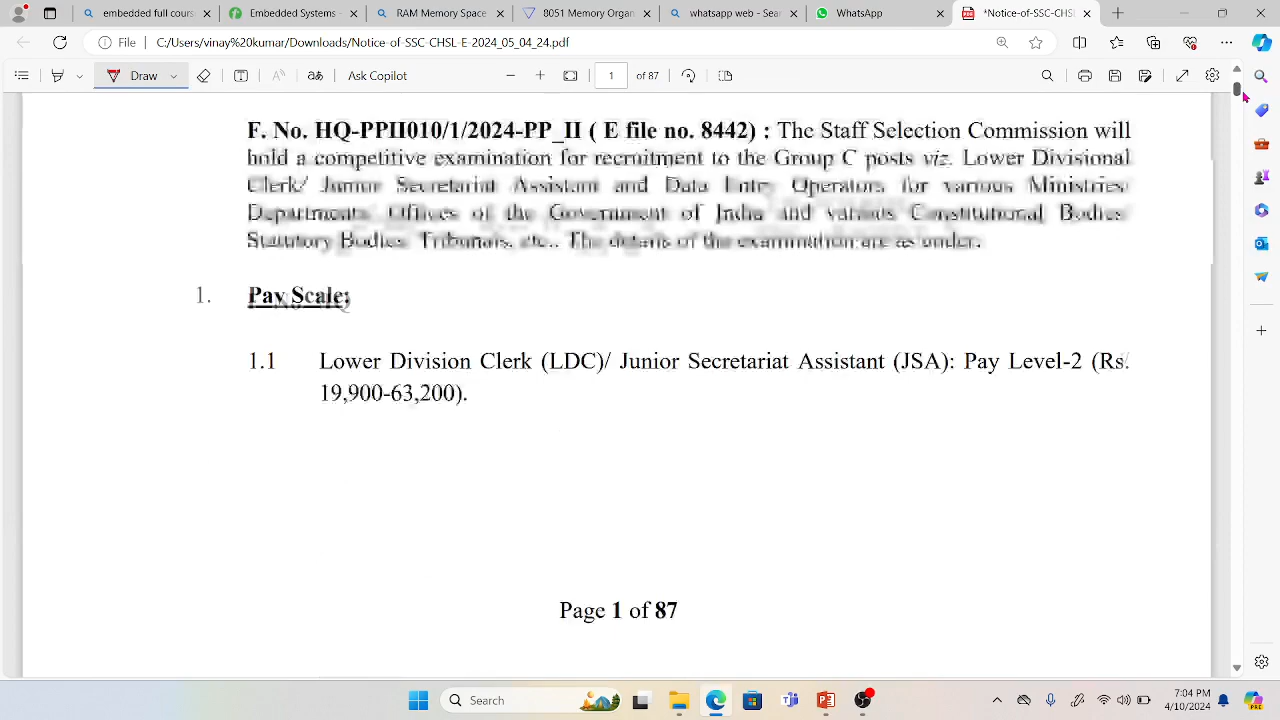 Embedded full cou
Embedded Systems -
RAM Memory Space
8051 Memory Organ
whatsapp web - Sear
WhatsApp
*Notice-of-SSC-CHSL-
File C:/Users/vinay%20kumar/Downloads/Notice-of-SSC-CHSL-E-2024_05_04_24.pdf
Draw Ask Copilot 1 of 87
F. No. HQ-PPII010/1/2024-PP_II ( E file no. 8442) : The Staff Selection Commission will
hold a competitive examination for recruitment to the Group C posts viz. Lower Divisional
Clerk/ Junior Secretariat Assistant and Data Entry Operators for various Ministries/
Departments/ Offices of the Government of India and various Constitutional Bodies/
Statutory Bodies/ Tribunals, etc.. The details of the examination are as under.
1. Pay Scale:
1.1 Lower Division Clerk (LDC)/ Junior Secretariat Assistant (JSA): Pay Level-2 (Rs.
19,900-63,200).
Page 1 of 87
Search
7:04 PM
4/10/2024